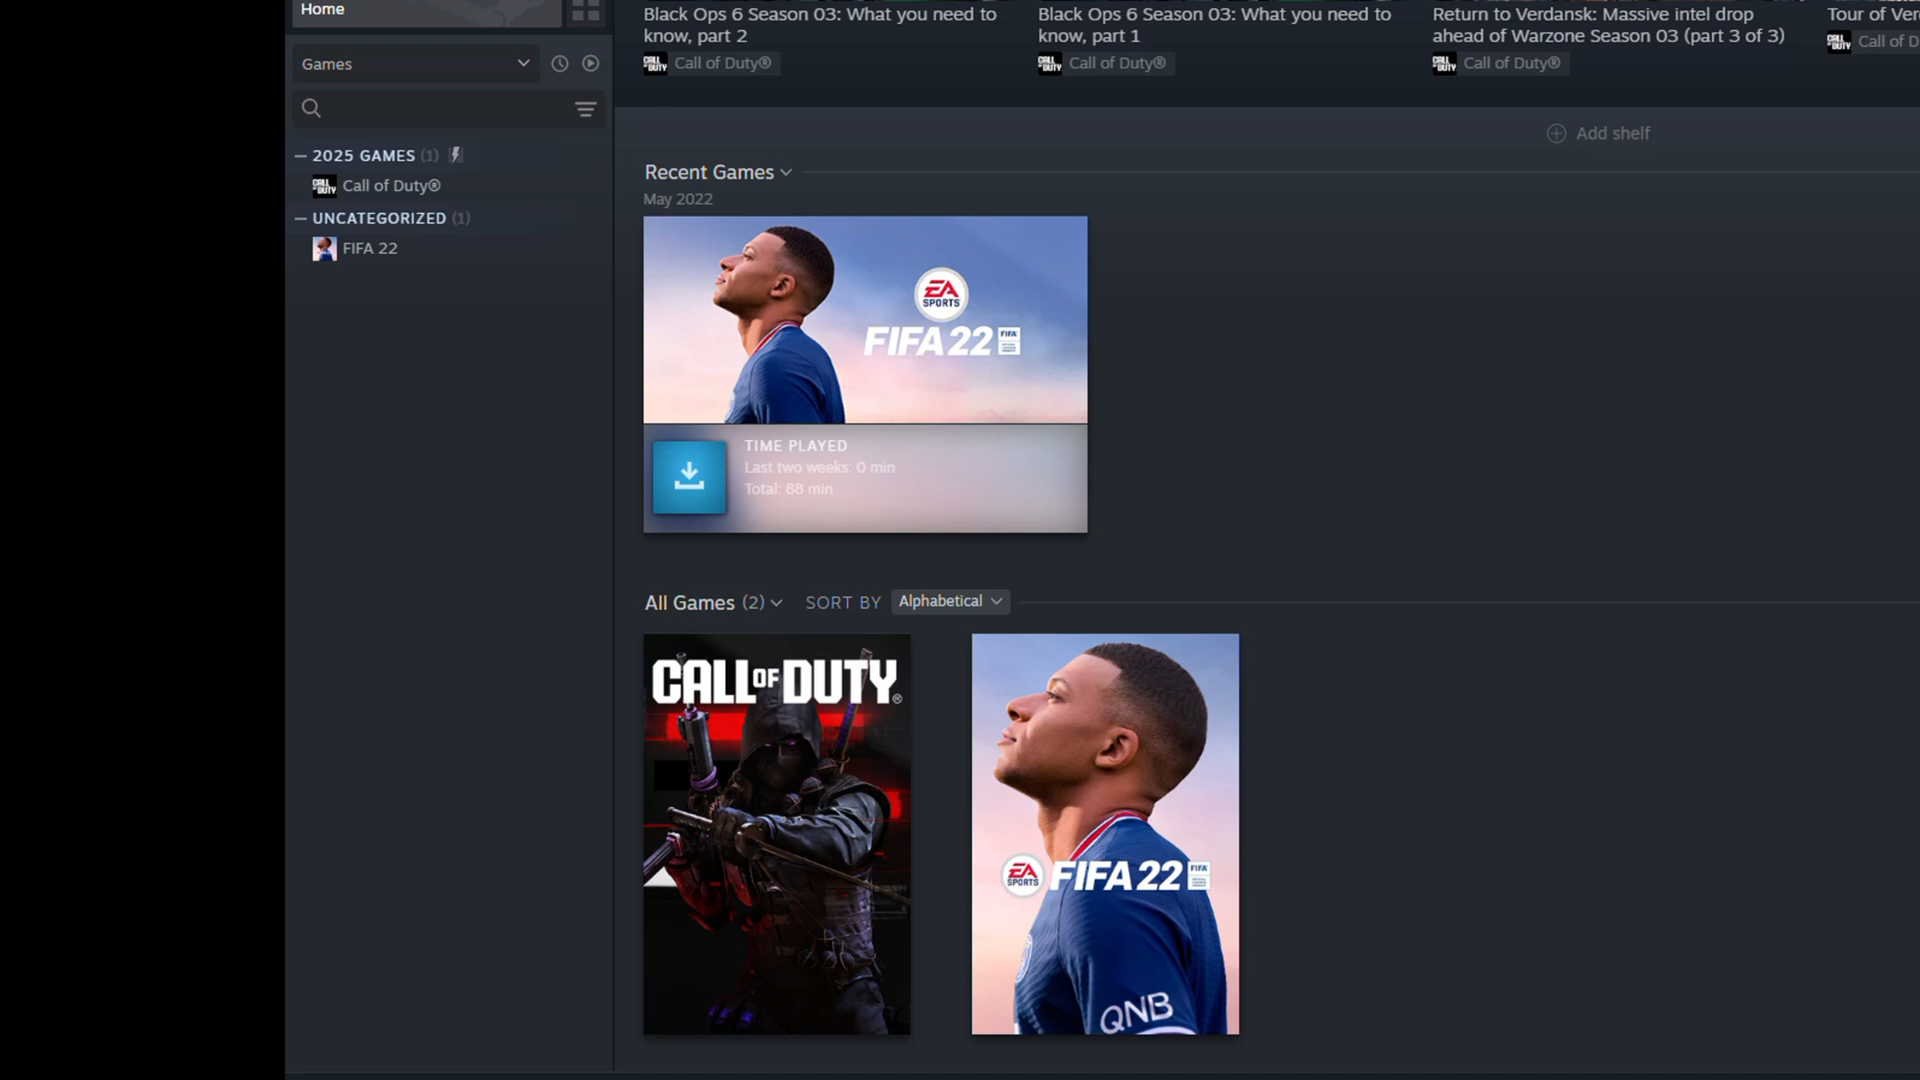 Home
Black Ops 6 Season 03: What you need to
know, part 2
Call of Duty®
Black Ops 6 Season 03: What you need to
know, part 1
Call of Duty®
Return to Verdansk: Massive intel drop
ahead of Warzone Season 03 (part 3 of 3)
Call of Duty®
Tour of Ver
Call of D
Games
2025 GAMES (1)
CALL OF DUTY Call of Duty®
UNCATEGORIZED (1)
FIFA 22
Add shelf
Recent Games
May 2022
EA
SPORTS
FIFA 22 FIFA
TIME PLAYED
Last two weeks: 0 min
Total: 88 min
All Games (2) SORT BY Alphabetical
CALL OF DUTY®
EA SPORTS FIFA 22 FIFA
QNB